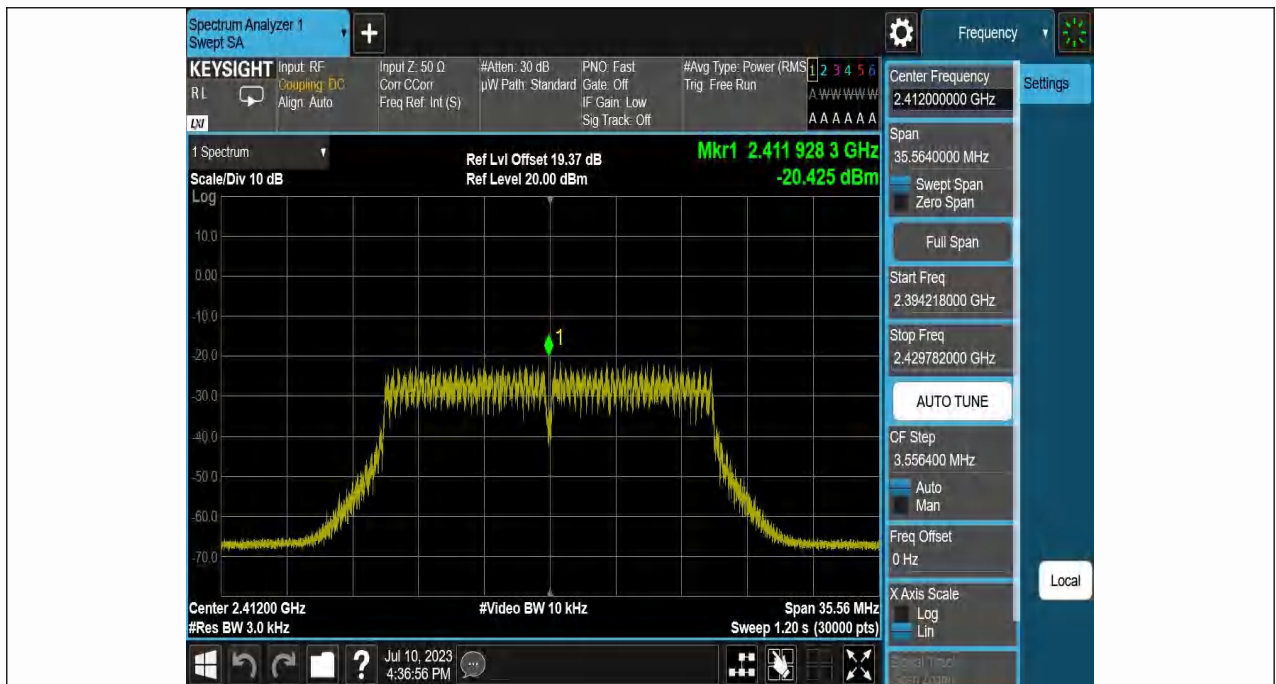 Spectrum Analyzer 1
Swept SA
+
Frequency
KEYSIGHT
RL
LXI
Input: RF
Coupling: DC
Align: Auto
Input Z: 50 Ω
Corr CCorr
Freq Ref: Int (S)
#Atten: 30 dB
µW Path: Standard
PNO: Fast
Gate: Off
IF Gain: Low
Sig Track: Off
#Avg Type: Power (RMS
Trig: Free Run
1 2 3 4 5 6
A W W W W W
A A A A A A
Center Frequency
2.412000000 GHz
Settings
Span
35.5640000 MHz
Swept Span
Zero Span
Full Span
Start Freq
2.394218000 GHz
Stop Freq
2.429782000 GHz
AUTO TUNE
CF Step
3.556400 MHz
Auto
Man
Freq Offset
0 Hz
X Axis Scale
Log
Lin
Signal Track
Local
1 Spectrum
Scale/Div 10 dB
Log
Ref Lvl Offset 19.37 dB
Ref Level 20.00 dBm
Mkr1 2.411 928 3 GHz
-20.425 dBm
10.0
0.00
-10.0
-20.0
-30.0
-40.0
-50.0
-60.0
-70.0
1
Center 2.41200 GHz
#Res BW 3.0 kHz
#Video BW 10 kHz
Span 35.56 MHz
Sweep 1.20 s (30000 pts)
?
Jul 10, 2023
4:36:56 PM